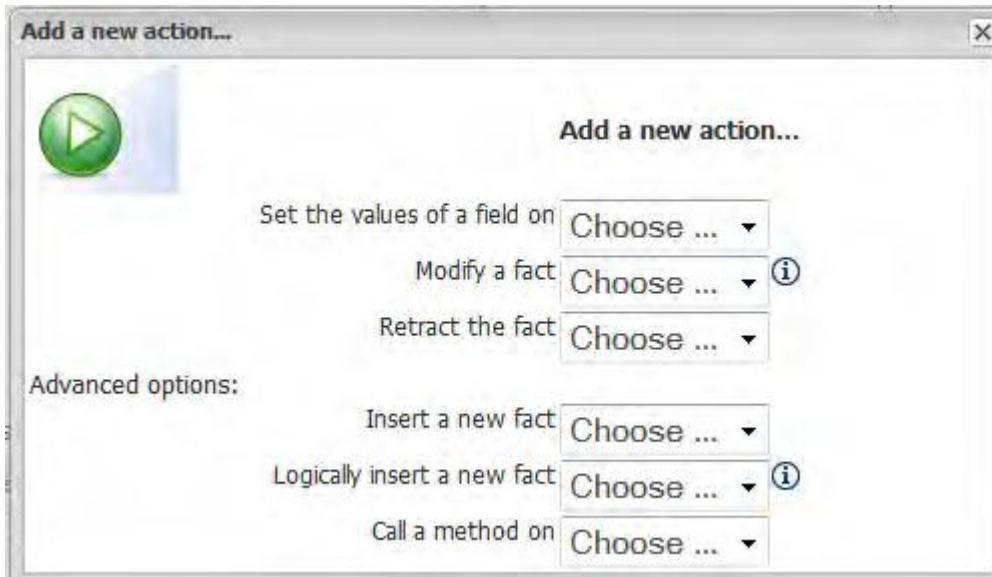 Add a new action...
Add a new action...
Set the values of a field on Choose ...
Modify a fact Choose ...
Retract the fact Choose ...
Advanced options:
Insert a new fact Choose ...
Logically insert a new fact Choose ...
Call a method on Choose ...